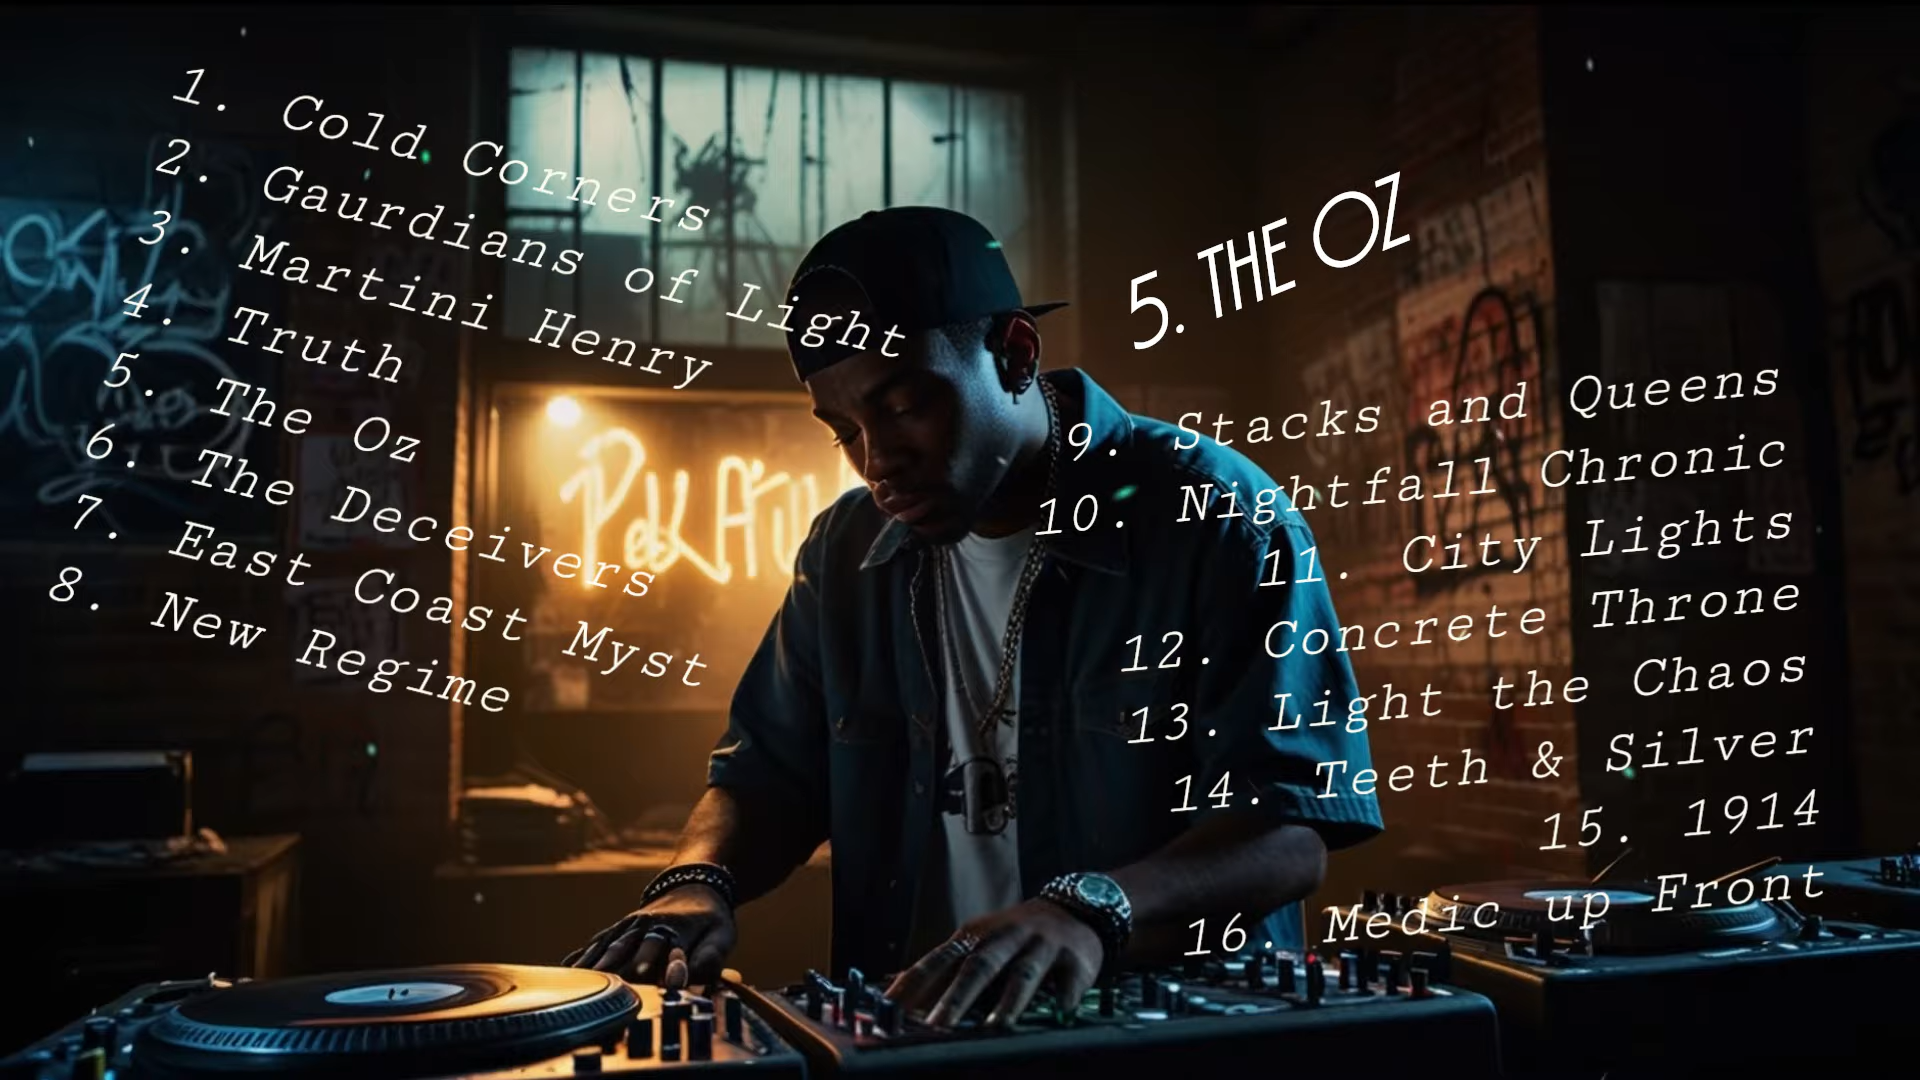 1. Cold Corners
2. Gaurdians of Light
3. Martini Henry
4. Truth
5. The Oz
6. The Deceivers
7. East Coast Myst
8. New Regime
5. THE OZ
9. Stacks and Queens
10. Nightfall Chronic
11. City Lights
12. Concrete Throne
13. Light the Chaos
14. Teeth & Silver
15. 1914
16. Medic up Front